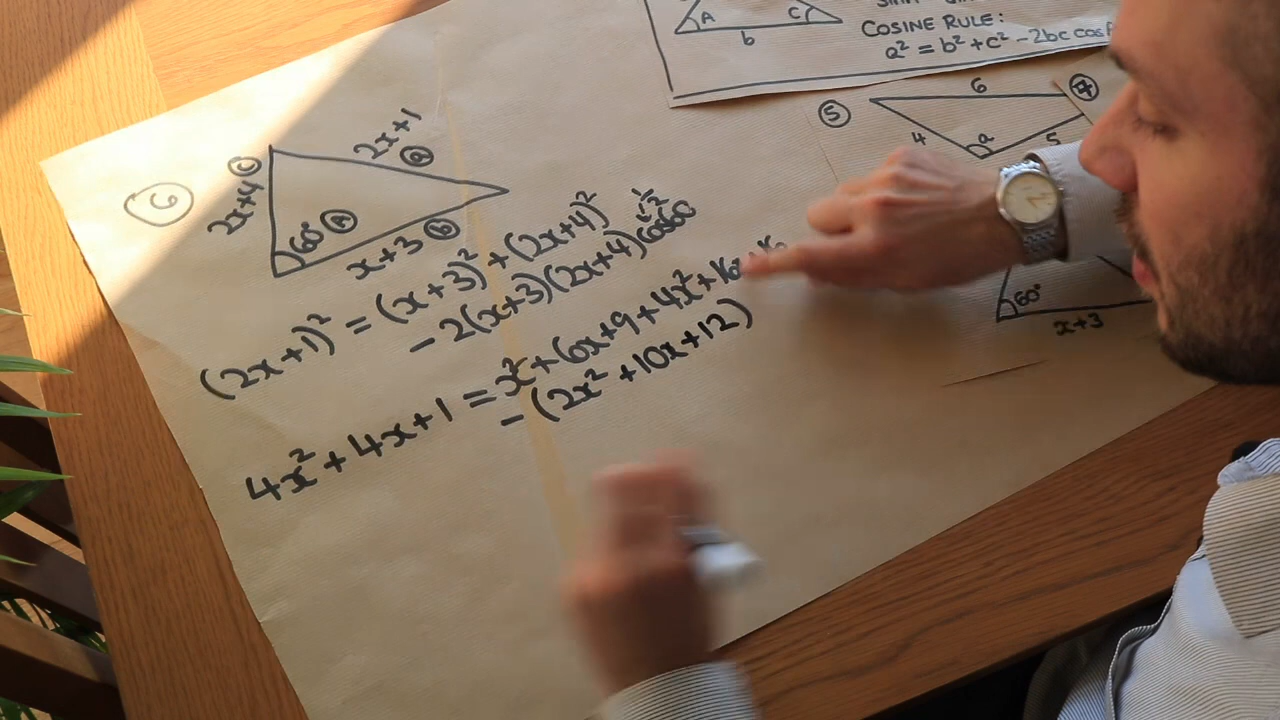 A
C
b
COSINE RULE:
a² = b² + c² - 2bc cos
5
6
7
4
a
5
6
2x+4 c
2x+1 a
60° A
x+3 b
(2x+1)² = (x+3)² + (2x+4)²
- 2(x+3)(2x+4)cos60
4x² + 4x + 1 = x² + 6x + 9 + 4x² + 16x + 16
- (2x² + 10x + 12)
60°
x+3